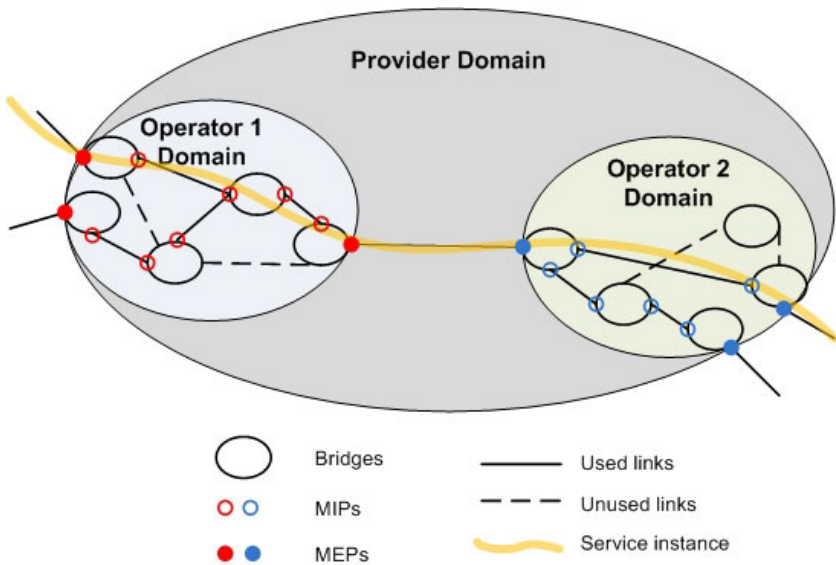 Provider Domain
Operator 1
Domain
Operator 2
Domain
Bridges
Used links
MIPs
Unused links
MEPs
Service instance